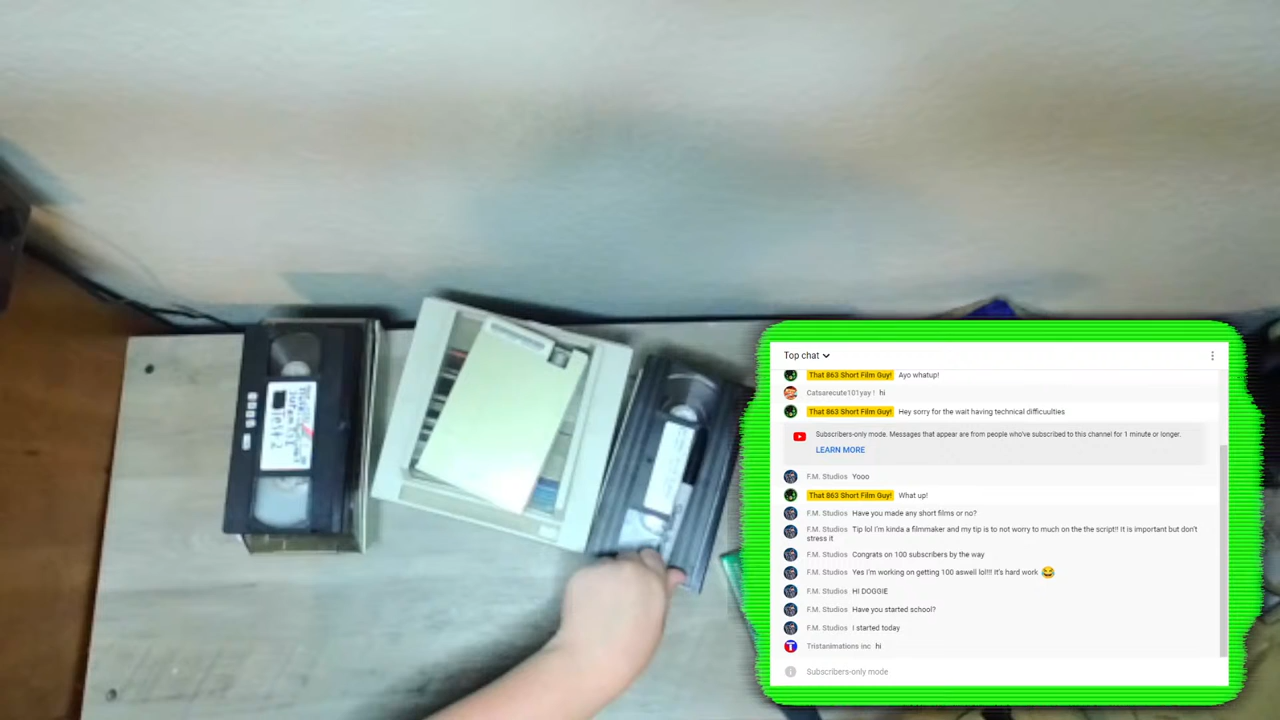 Top chat
That 863 Short Film Guy! Ayo whatup!
Catsarecute101yay ! hi
That 863 Short Film Guy! Hey sorry for the wait having technical difficuulties
Subscribers-only mode. Messages that appear are from people who've subscribed to this channel for 1 minute or longer.
LEARN MORE
F.M. Studios Yooo
That 863 Short Film Guy! What up!
F.M. Studios Have you made any short films or no?
F.M. Studios Tip lol I'm kinda a filmmaker and my tip is to not worry to much on the the script!! It is important but don't
stress it
F.M. Studios Congrats on 100 subscribers by the way
F.M. Studios Yes I'm working on getting 100 aswell lol!!! It's hard work 😂
F.M. Studios HI DOGGIE
F.M. Studios Have you started school?
F.M. Studios I started today
Tristanimations inc hi
Subscribers-only mode